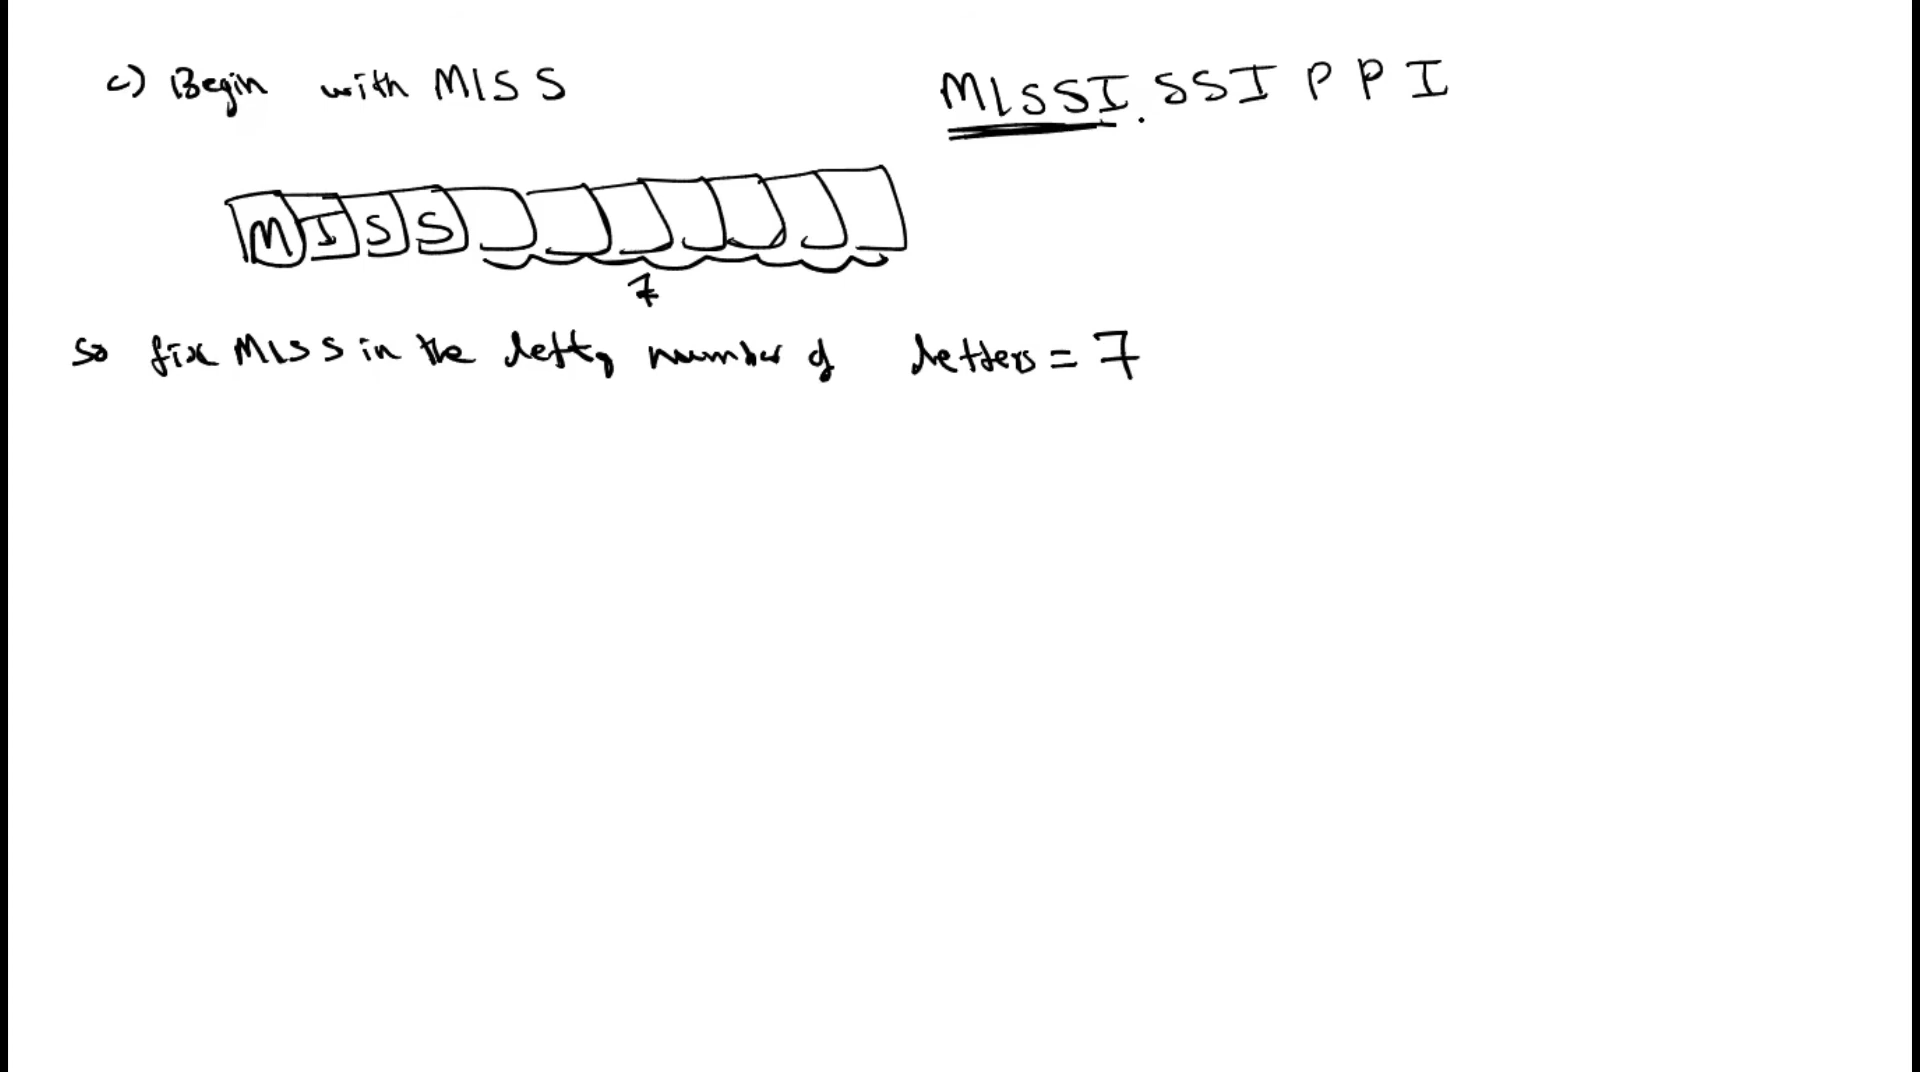 c) Begin with MISS
MISSI.SSIPPI
M I S S
7
So fix MISS in the left, number of letters = 7